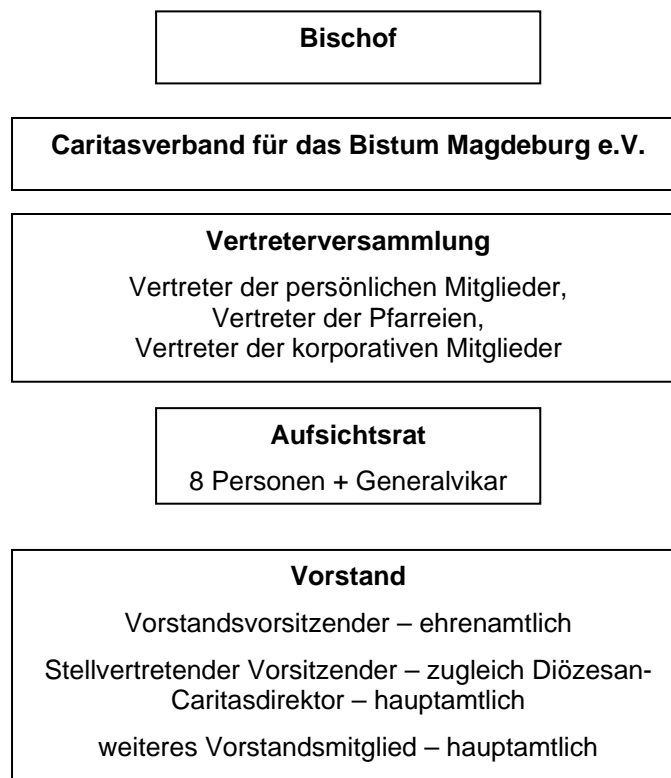 Bischof
Caritasverband für das Bistum Magdeburg e.V.
Vertreterversammlung
Vertreter der persönlichen Mitglieder,
Vertreter der Pfarreien,
Vertreter der korporativen Mitglieder
Aufsichtsrat
8 Personen + Generalvikar
Vorstand
Vorstandsvorsitzender – ehrenamtlich
Stellvertretender Vorsitzender – zugleich Diözesan-
Caritasdirektor – hauptamtlich
weiteres Vorstandsmitglied – hauptamtlich